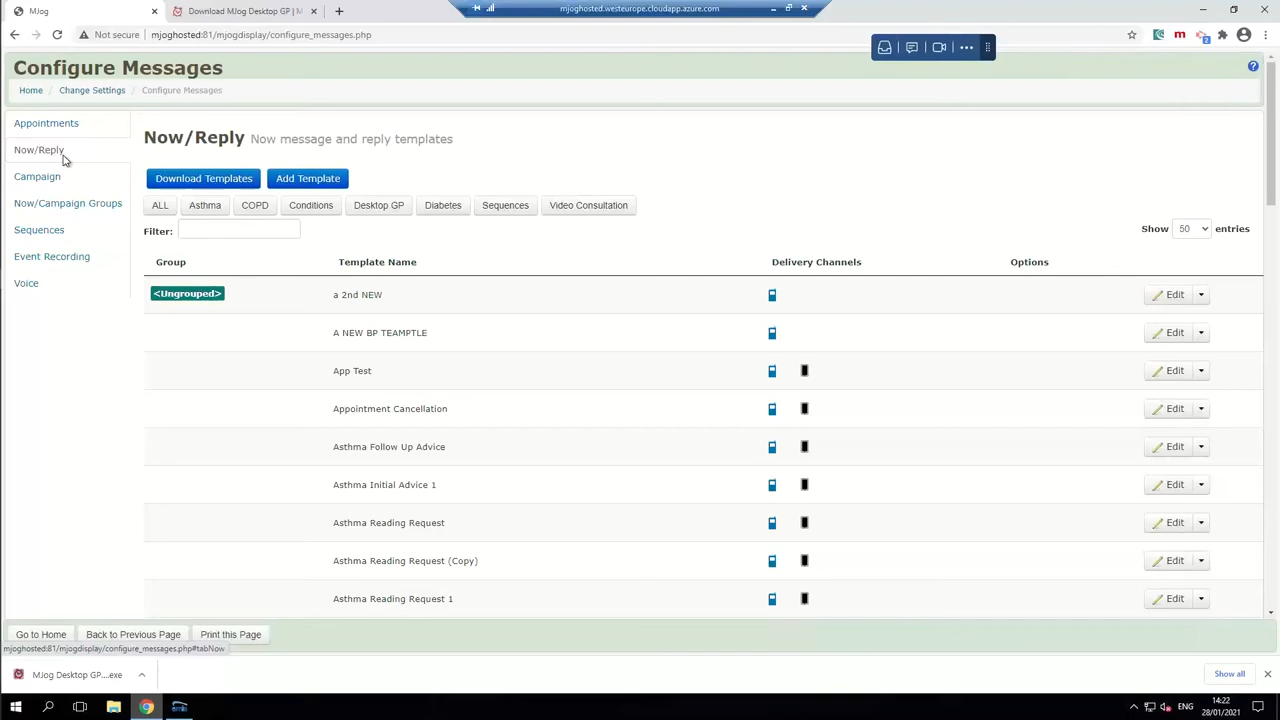 MJog
Download MJog Desktop GP | M
mjoghosted.westeurope.cloudapp.azure.com
Not secure
mjoghosted:81/mjogdisplay/configure_messages.php
Configure Messages
Home / Change Settings / Configure Messages
Appointments
Now/Reply
Campaign
Now/Campaign Groups
Sequences
Event Recording
Voice
Now/Reply Now message and reply templates
Download Templates Add Template
ALL Asthma COPD Conditions Desktop GP Diabetes Sequences Video Consultation
Filter:
Show 50 entries
Group Template Name Delivery Channels Options
<Ungrouped> a 2nd NEW Edit
A NEW BP TEAMPTLE Edit
App Test Edit
Appointment Cancellation Edit
Asthma Follow Up Advice Edit
Asthma Initial Advice 1 Edit
Asthma Reading Request Edit
Asthma Reading Request (Copy) Edit
Asthma Reading Request 1 Edit
Go to Home Back to Previous Page Print this Page
mjoghosted:81/mjogdisplay/configure_messages.php#tabNow
MJog Desktop GP....exe
Show all
ENG
14:22
28/01/2021